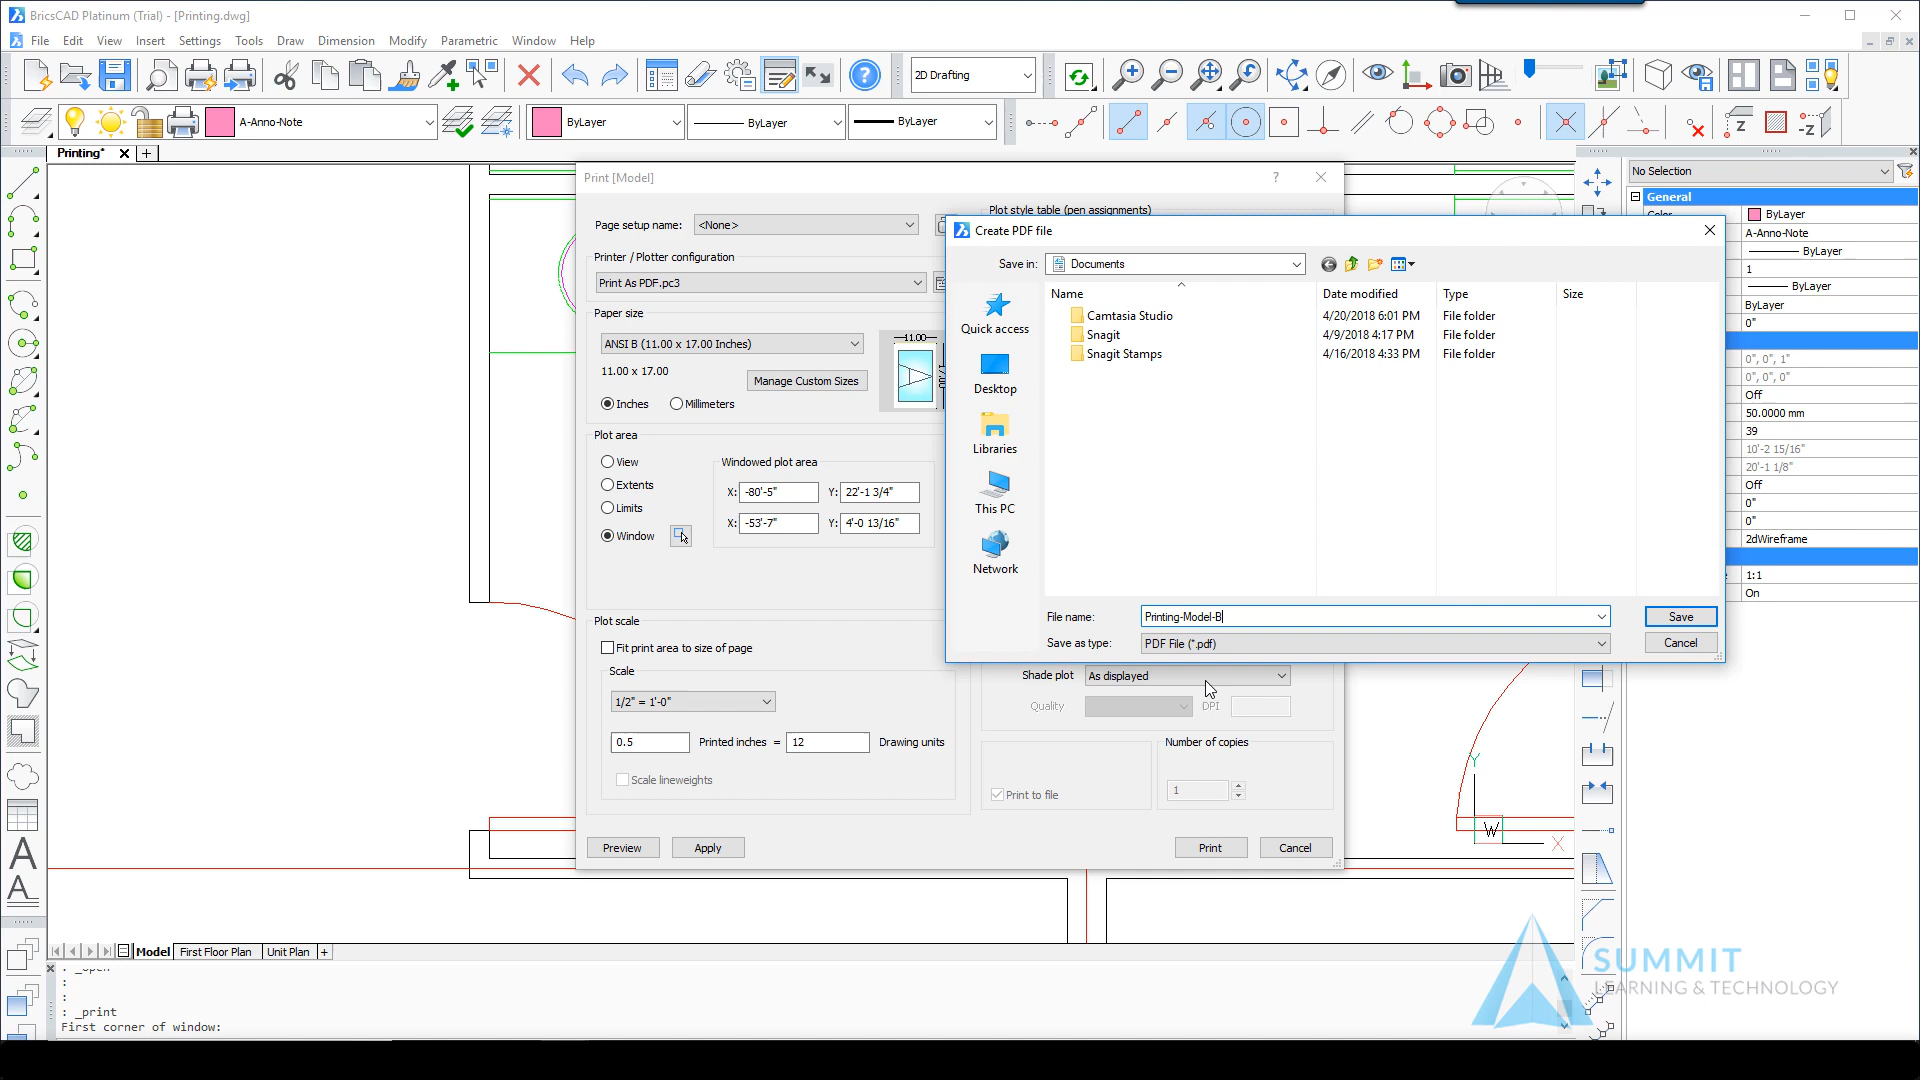 BricsCAD Platinum (Trial) - [Printing.dwg]
File Edit View Insert Settings Tools Draw Dimension Modify Parametric Window Help
2D Drafting
A-Anno-Note
ByLayer
ByLayer
ByLayer
Printing*
Print [Model]
Page setup name: <None>
Printer / Plotter configuration
Print As PDF.pc3
Paper size
ANSI B (11.00 x 17.00 Inches)
11.00 x 17.00
Manage Custom Sizes
11.00
Inches
Millimeters
Plot area
View
Extents
Limits
Window
Windowed plot area
X: -80'-5" Y: 22'-1 3/4"
X: -53'-7" Y: 4'-0 13/16"
Plot scale
Fit print area to size of page
Scale
1/2" = 1'-0"
0.5 Printed inches = 12 Drawing units
Scale lineweights
Preview
Apply
Plot style table (pen assignments)
Create PDF file
Save in: Documents
Name Date modified Type Size
Camtasia Studio 4/20/2018 6:01 PM File folder
Snagit 4/9/2018 4:17 PM File folder
Snagit Stamps 4/16/2018 4:33 PM File folder
Quick access
Desktop
Libraries
This PC
Network
File name: Printing-Model-B
Save as type: PDF File (*.pdf)
Save
Cancel
Shade plot As displayed
Quality DPI
Number of copies
1
Print to file
Print
Cancel
No Selection
General
ByLayer
A-Anno-Note
ByLayer
1
ByLayer
ByLayer
0"
0", 0", 1"
0", 0", 0"
Off
50.0000 mm
39
10'-2 15/16"
20'-1 1/8"
Off
0"
0"
2dWireframe
1:1
On
Y
W
X
Model First Floor Plan Unit Plan
:
:
: _print
First corner of window:
SUMMIT
LEARNING & TECHNOLOGY